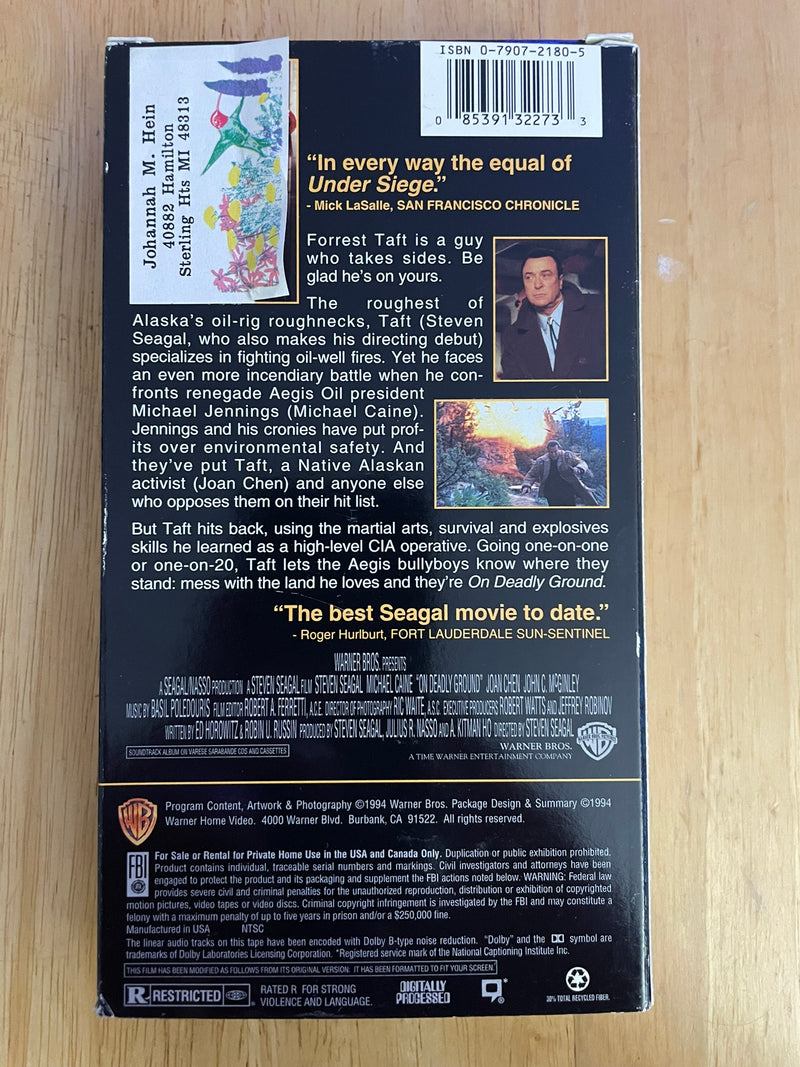 Johannah M. Hein
40882 Hamilton
Sterling Hts MI 48313
ISBN 0-7907-2180-5
0 85391 32273 3
“In every way the equal of
Under Siege.”
- Mick LaSalle, SAN FRANCISCO CHRONICLE
Forrest Taft is a guy
who takes sides. Be
glad he's on yours.
The roughest of
Alaska's oil-rig roughnecks, Taft (Steven
Seagal, who also makes his directing debut)
specializes in fighting oil-well fires. Yet he faces
an even more incendiary battle when he con-
fronts renegade Aegis Oil president
Michael Jennings (Michael Caine).
Jennings and his cronies have put prof-
its over environmental safety. And
they've put Taft, a Native Alaskan
activist (Joan Chen) and anyone else
who opposes them on their hit list.
But Taft hits back, using the martial arts, survival and explosives
skills he learned as a high-level CIA operative. Going one-on-one
or one-on-20, Taft lets the Aegis bullyboys know where they
stand: mess with the land he loves and they're On Deadly Ground.
“The best Seagal movie to date.”
- Roger Hurlburt, FORT LAUDERDALE SUN-SENTINEL
WARNER BROS. PRESENTS
A SEAGAL/NASSO PRODUCTION A STEVEN SEAGAL FILM STEVEN SEAGAL MICHAEL CAINE "ON DEADLY GROUND" JOAN CHEN JOHN C. McGINLEY
MUSIC BY BASIL POLEDOURIS FILM EDITOR ROBERT A. FERRETTI, A.C.E. DIRECTOR OF PHOTOGRAPHY RIC WAITE, A.S.C. EXECUTIVE PRODUCERS ROBERT WATTS AND JEFFREY ROBINOV
WRITTEN BY ED HOROWITZ & ROBIN U. RUSSIN PRODUCED BY STEVEN SEAGAL, JULIUS R. NASSO AND A. KITMAN HO DIRECTED BY STEVEN SEAGAL
SOUNDTRACK ALBUM ON VARESE SARABANDE CDS AND CASSETTES
WARNER BROS.
A TIME WARNER ENTERTAINMENT COMPANY
Program Content, Artwork & Photography ©1994 Warner Bros. Package Design & Summary ©1994
Warner Home Video. 4000 Warner Blvd. Burbank, CA 91522. All rights reserved.
FBI
For Sale or Rental for Private Home Use in the USA and Canada Only. Duplication or public exhibition prohibited.
Product contains individual, traceable serial numbers and markings. Civil investigators and attorneys have been
engaged to protect the product and its packaging and supplement the FBI actions noted below. WARNING: Federal law
provides severe civil and criminal penalties for the unauthorized reproduction, distribution or exhibition of copyrighted
motion pictures, video tapes or video discs. Criminal copyright infringement is investigated by the FBI and may constitute a
felony with a maximum penalty of up to five years in prison and/or a $250,000 fine.
Manufactured in USA NTSC
The linear audio tracks on this tape have been encoded with Dolby B-type noise reduction. "Dolby" and the symbol are
trademarks of Dolby Laboratories Licensing Corporation. *Registered service mark of the National Captioning Institute Inc.
THIS FILM HAS BEEN MODIFIED AS FOLLOWS FROM ITS ORIGINAL VERSION: IT HAS BEEN FORMATTED TO FIT YOUR SCREEN.
R RESTRICTED
RATED R FOR STRONG
VIOLENCE AND LANGUAGE.
DIGITALLY
PROCESSED
30% TOTAL RECYCLED FIBER.